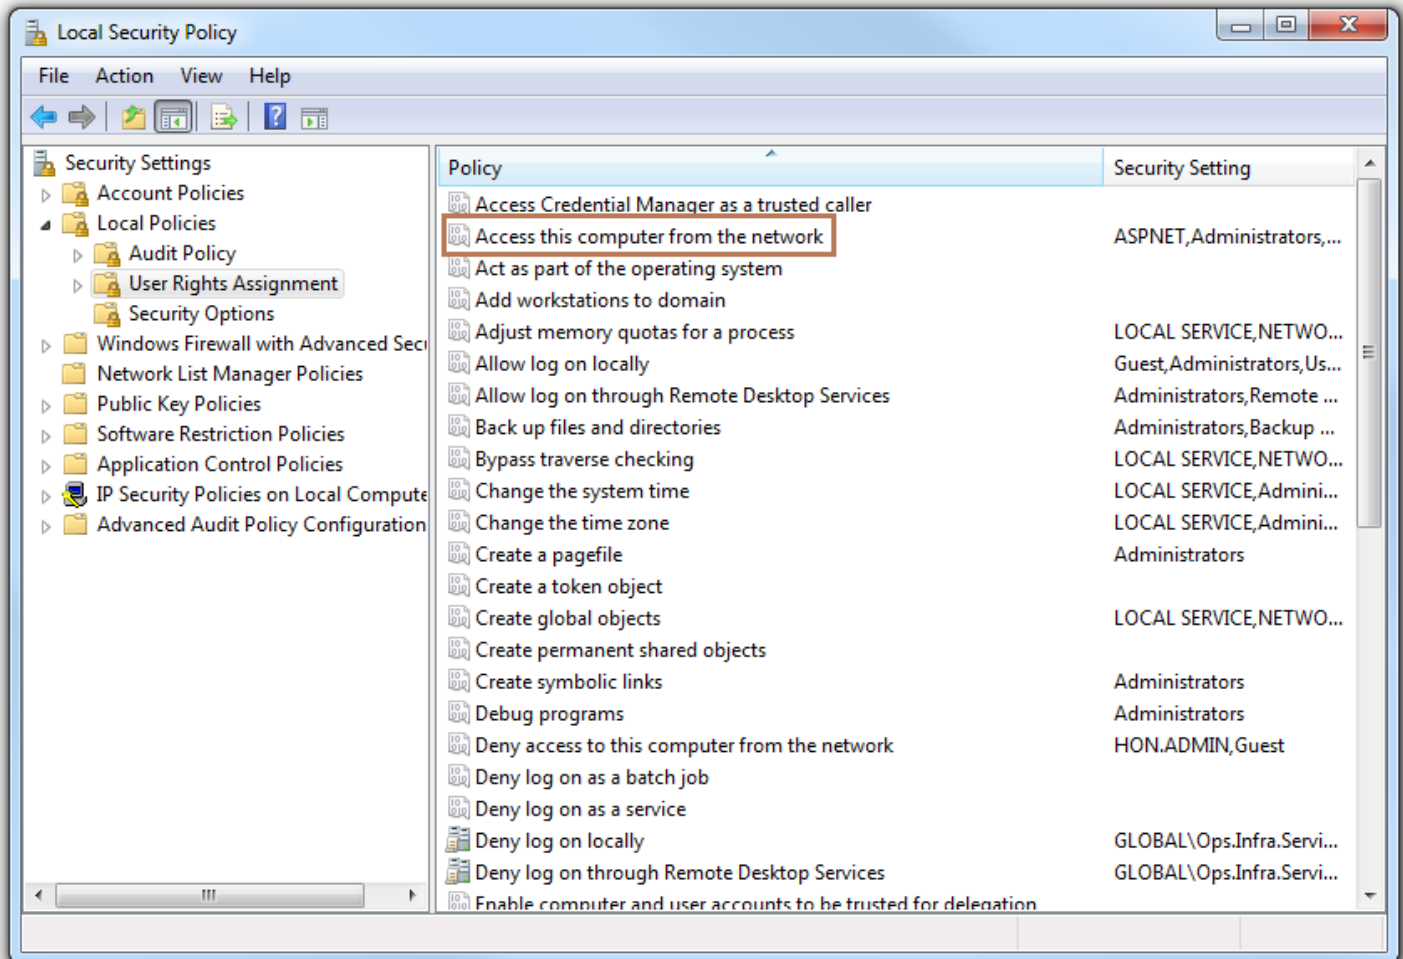 Local Security Policy
File Action View Help
Security Settings
Account Policies
Local Policies
Audit Policy
User Rights Assignment
Security Options
Windows Firewall with Advanced Secu
Network List Manager Policies
Public Key Policies
Software Restriction Policies
Application Control Policies
IP Security Policies on Local Compute
Advanced Audit Policy Configuration
Policy Security Setting
Access Credential Manager as a trusted caller
Access this computer from the network ASPNET,Administrators,...
Act as part of the operating system
Add workstations to domain
Adjust memory quotas for a process LOCAL SERVICE,NETWO...
Allow log on locally Guest,Administrators,Us...
Allow log on through Remote Desktop Services Administrators,Remote ...
Back up files and directories Administrators,Backup ...
Bypass traverse checking LOCAL SERVICE,NETWO...
Change the system time LOCAL SERVICE,Admini...
Change the time zone LOCAL SERVICE,Admini...
Create a pagefile Administrators
Create a token object
Create global objects LOCAL SERVICE,NETWO...
Create permanent shared objects
Create symbolic links Administrators
Debug programs Administrators
Deny access to this computer from the network HON.ADMIN,Guest
Deny log on as a batch job
Deny log on as a service
Deny log on locally GLOBAL\Ops.Infra.Servi...
Deny log on through Remote Desktop Services GLOBAL\Ops.Infra.Servi...
Enable computer and user accounts to be trusted for delegation